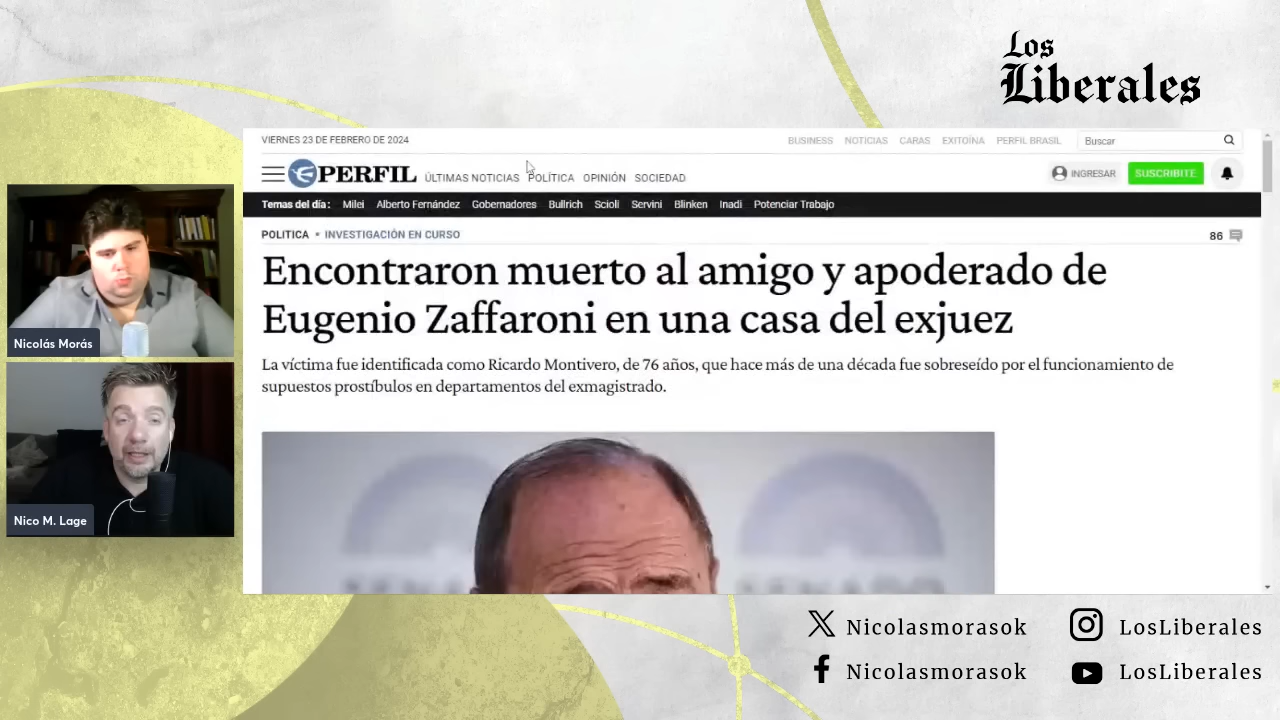 Los
Liberales
VIERNES 23 DE FEBRERO DE 2024
BUSINESS NOTICIAS CARAS EXITOÍNA PERFIL BRASIL
Buscar
PERFIL
ÚLTIMAS NOTICIAS POLÍTICA OPINIÓN SOCIEDAD
INGRESAR
SUSCRIBITE
Temas del día: Milei Alberto Fernández Gobernadores Bullrich Scioli Servini Blinken Inadi Potenciar Trabajo
POLITICA • INVESTIGACIÓN EN CURSO
86
Encontraron muerto al amigo y apoderado de
Eugenio Zaffaroni en una casa del exjuez
La víctima fue identificada como Ricardo Montivero, de 76 años, que hace más de una década fue sobreseído por el funcionamiento de
supuestos prostíbulos en departamentos del exmagistrado.
Nicolás Morás
Nico M. Lage
Nicolasmorasok
LosLiberales
Nicolasmorasok
LosLiberales